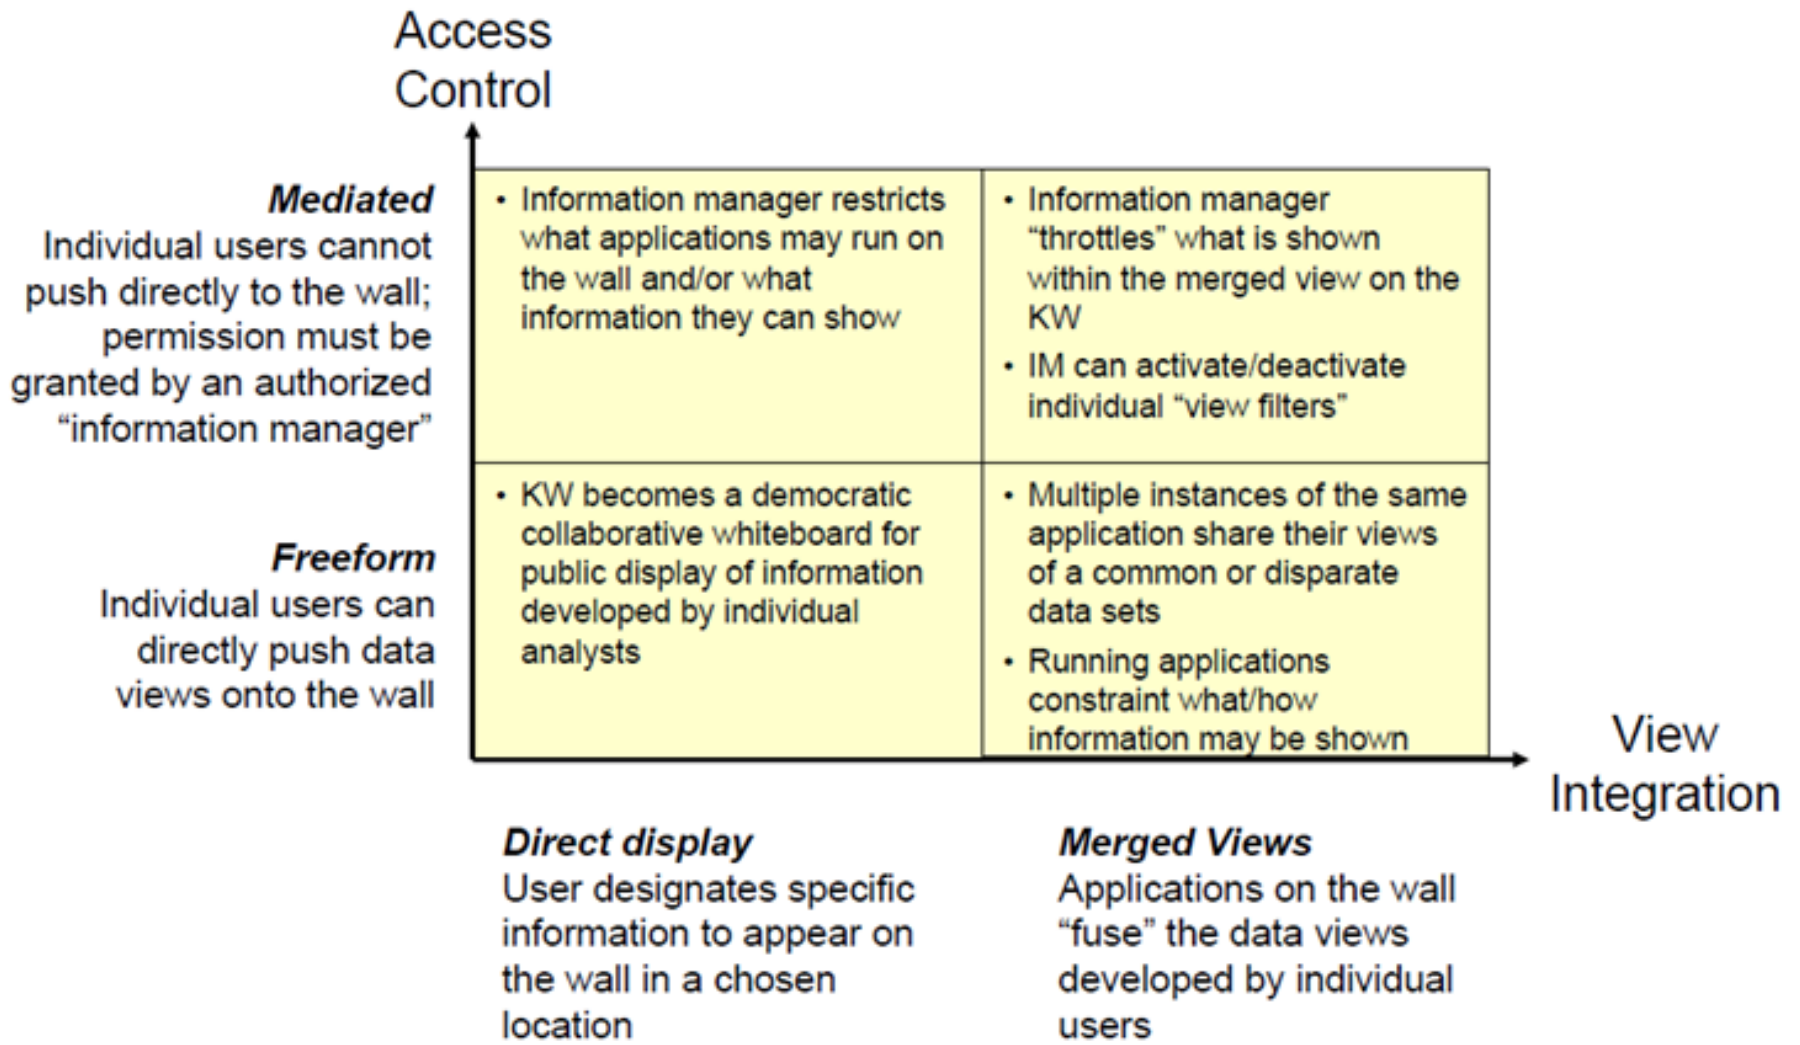 Access
Control
Mediated
Individual users cannot
push directly to the wall;
permission must be
granted by an authorized
“information manager”
• Information manager restricts
what applications may run on
the wall and/or what
information they can show
• Information manager
“throttles” what is shown
within the merged view on the
KW
• IM can activate/deactivate
individual “view filters”
Freeform
Individual users can
directly push data
views onto the wall
• KW becomes a democratic
collaborative whiteboard for
public display of information
developed by individual
analysts
• Multiple instances of the same
application share their views
of a common or disparate
data sets
• Running applications
constraint what/how
information may be shown
View
Integration
Direct display
User designates specific
information to appear on
the wall in a chosen
location
Merged Views
Applications on the wall
“fuse” the data views
developed by individual
users